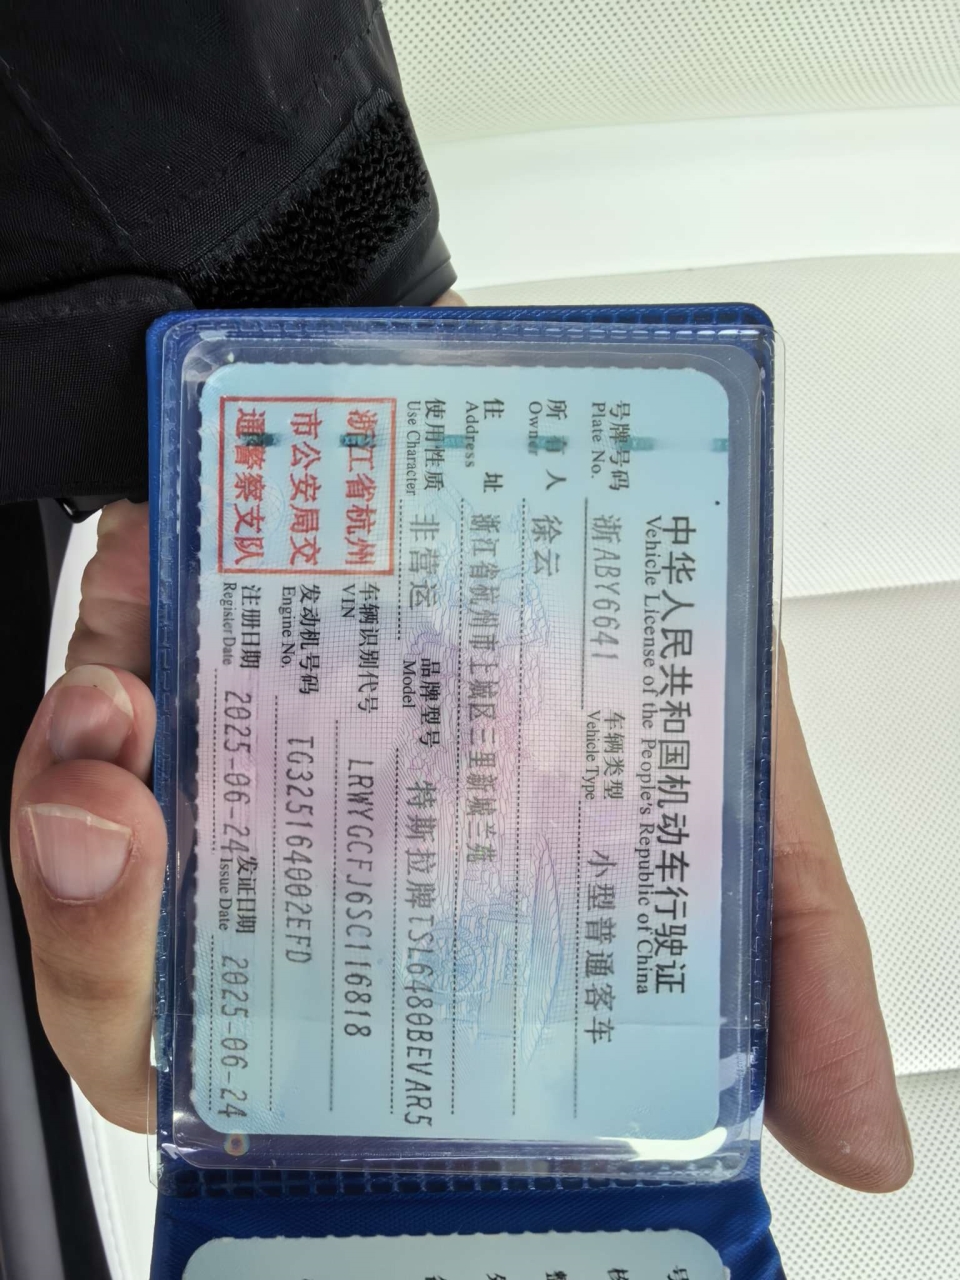 中华人民共和国机动车行驶证
Vehicle License of the People's Republic of China
号牌号码 浙ABY6641 车辆类型 小型普通客车
Plate No. Vehicle Type
所有人 徐云
Owner
住址 浙江省杭州市上城区三里新城兰苑
Address
使用性质 非营运 品牌型号 特斯拉牌TSL6480BEVAR5
Use Character Model
浙江省杭州
市公安局交
通警察支队
车辆识别代号 LRWYGCFJ6SC116818
VIN
发动机号码 TG3251640​02EFD
Engine No.
注册日期 2025-06-24 发证日期 2025-06-24
Register Date Issue Date
号